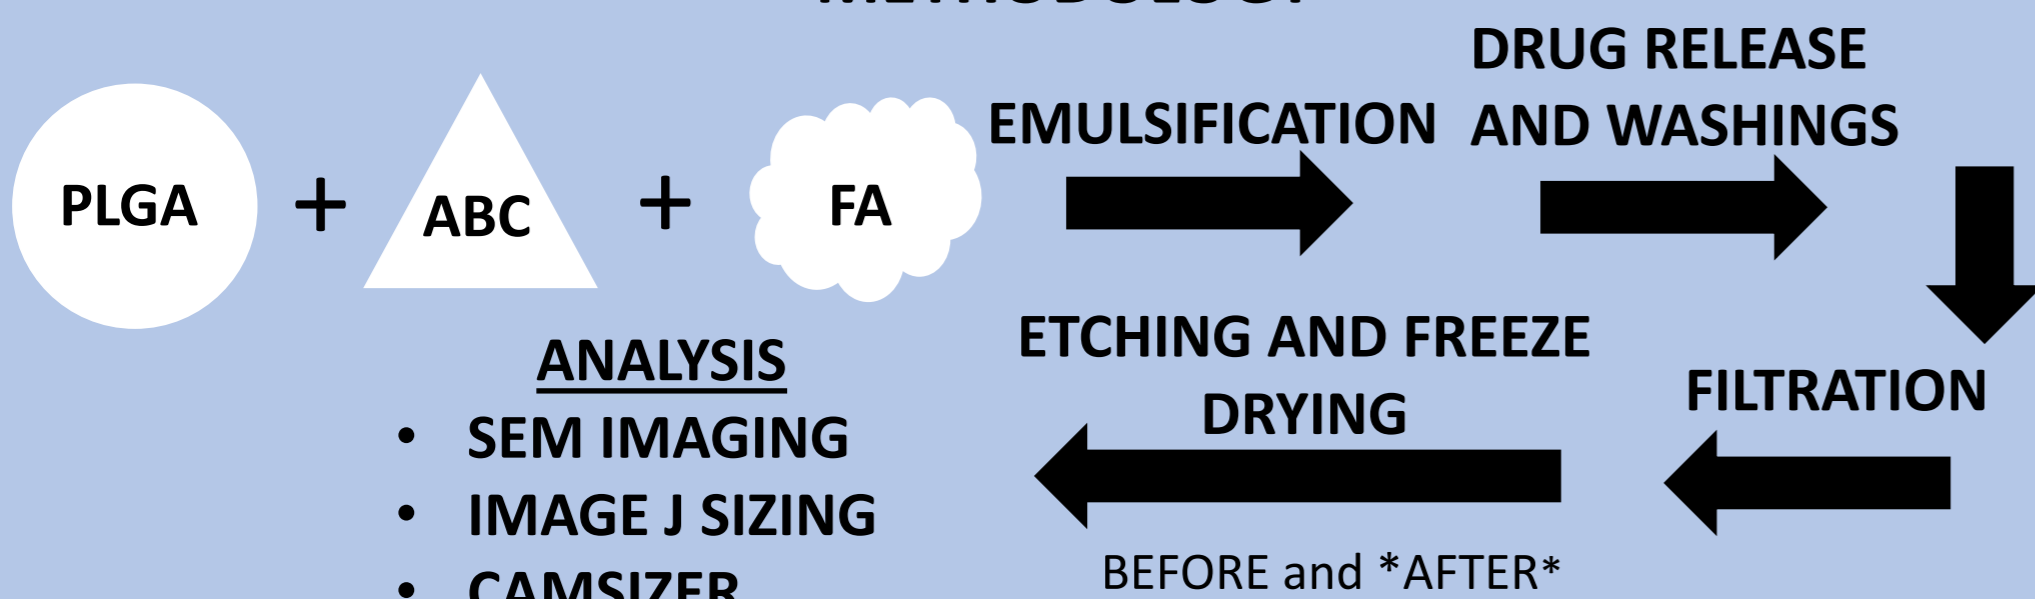 METHODOLOGY
PLGA + ABC + FA
EMULSIFICATION
DRUG RELEASE
AND WASHINGS
FILTRATION
ETCHING AND FREEZE
DRYING
BEFORE and *AFTER*
ANALYSIS
• SEM IMAGING
• IMAGE J SIZING
• CAMSIZER